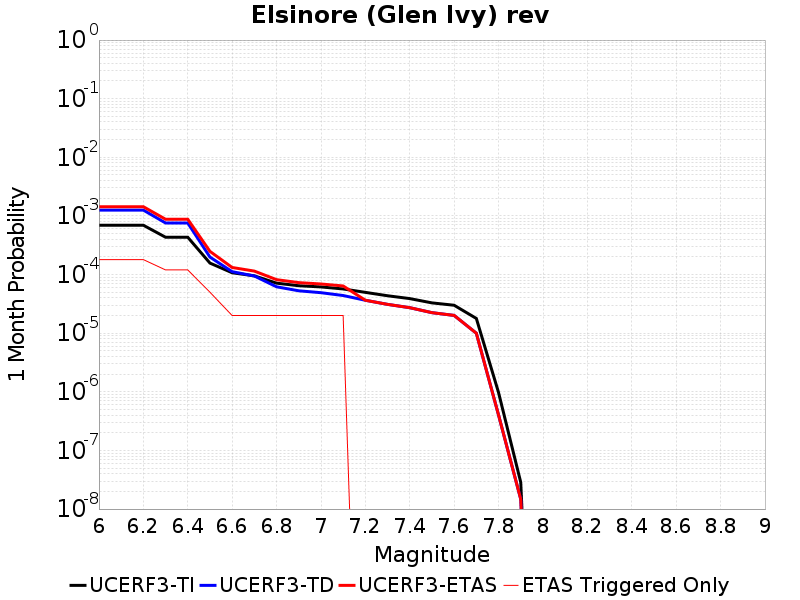 Elsinore (Glen Ivy) rev
1 Month Probability
10^0
10^-1
10^-2
10^-3
10^-4
10^-5
10^-6
10^-7
10^-8
6 6.2 6.4 6.6 6.8 7 7.2 7.4 7.6 7.8 8 8.2 8.4 8.6 8.8 9
Magnitude
UCERF3-TI UCERF3-TD UCERF3-ETAS ETAS Triggered Only